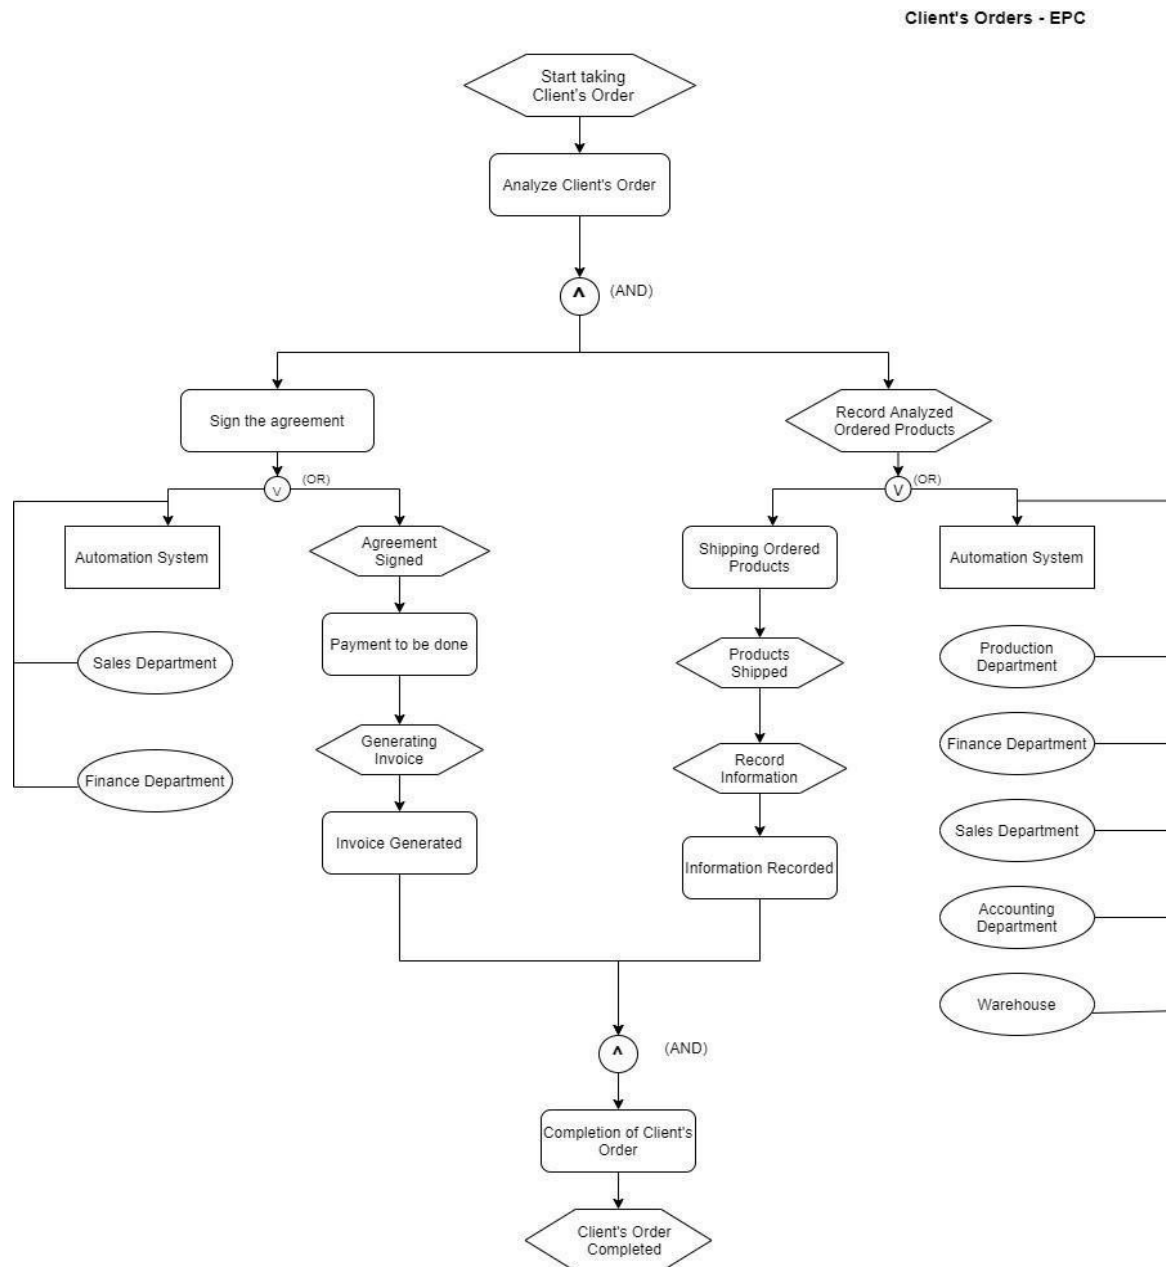 Client's Orders - EPC
Start taking
Client's Order
Analyze Client's Order
^
(AND)
Sign the agreement
Record Analyzed
Ordered Products
V
(OR)
V
(OR)
Automation System
Agreement
Signed
Shipping Ordered
Products
Automation System
Sales Department
Payment to be done
Products
Shipped
Production
Department
Finance Department
Generating
Invoice
Record
Information
Finance Department
Invoice Generated
Information Recorded
Sales Department
Accounting
Department
Warehouse
^
(AND)
Completion of Client's
Order
Client's Order
Completed